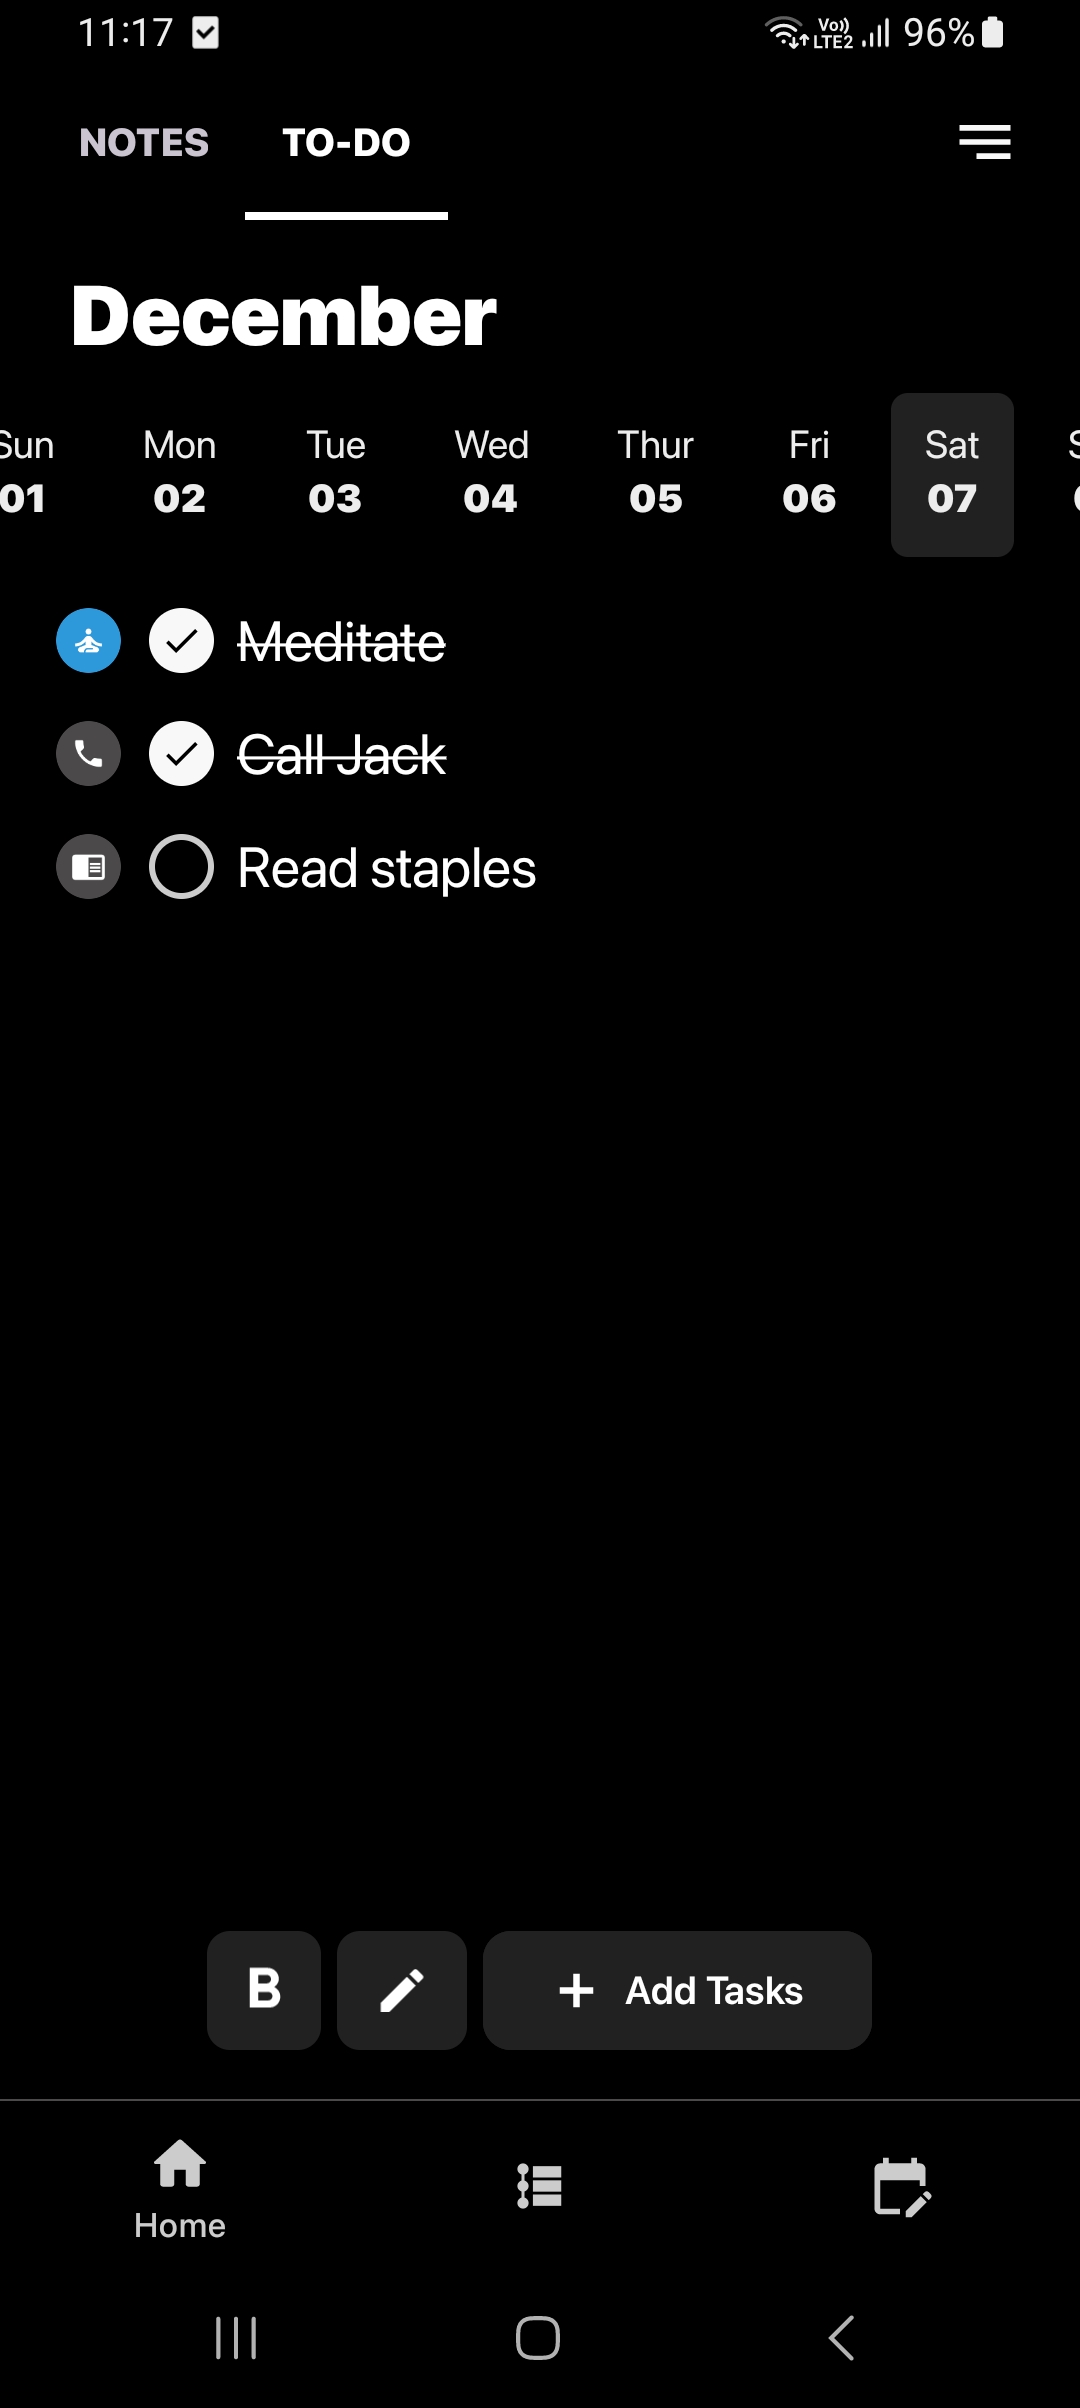 11:17 Vo)) LTE2 96%
NOTES TO-DO
December
Sun Mon Tue Wed Thur Fri Sat
01 02 03 04 05 06 07
Meditate
Call Jack
Read staples
B + Add Tasks
Home